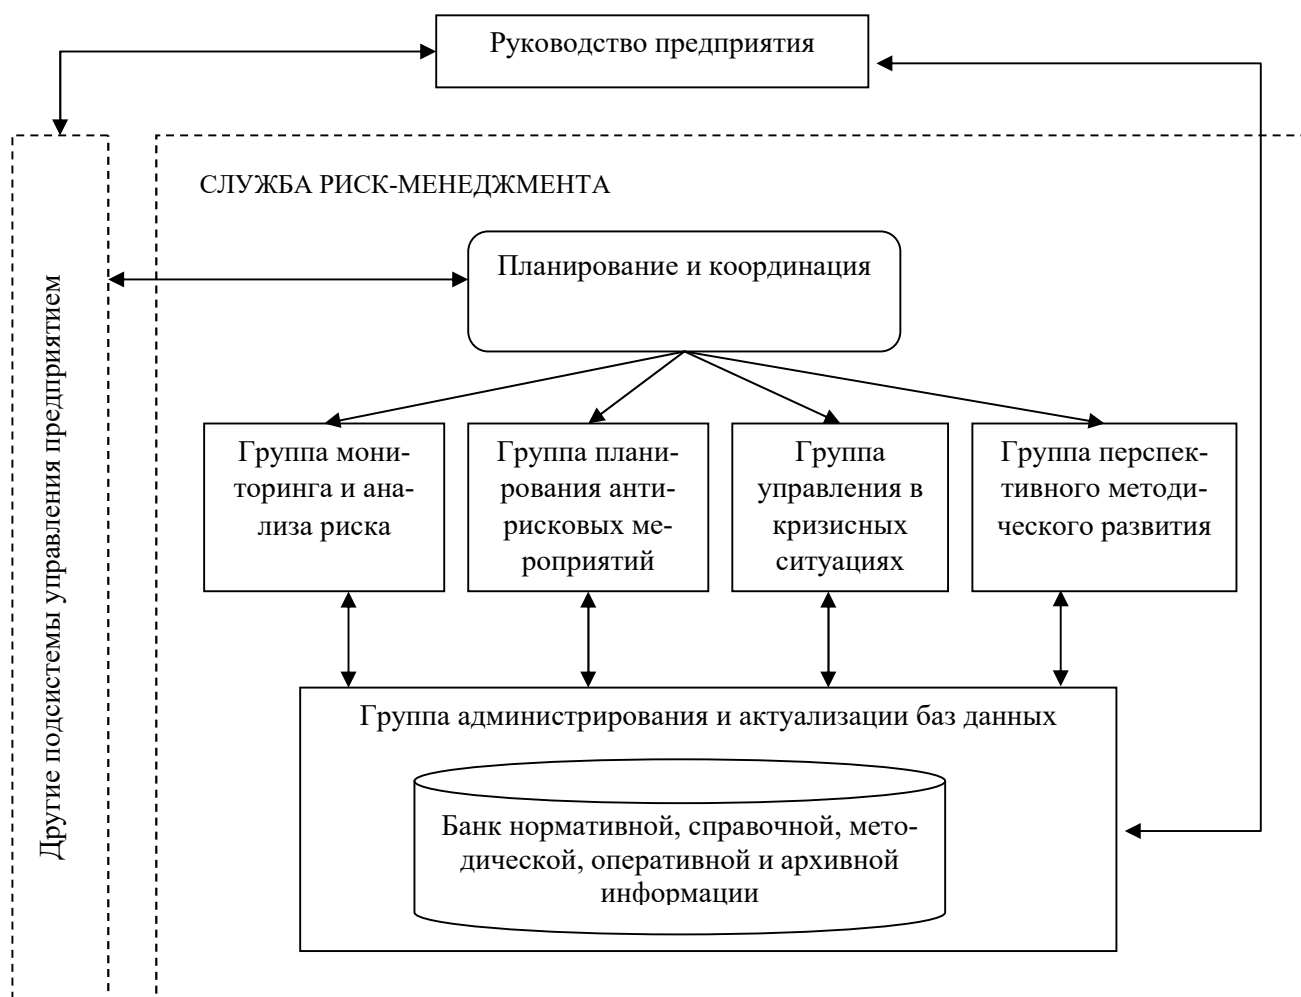 Руководство предприятия
СЛУЖБА РИСК-МЕНЕДЖМЕНТА
Планирование и координация
Другие подсистемы управления предприятием
Группа мони-
торинга и ана-
лиза риска
Группа плани-
рования анти-
рисковых ме-
роприятий
Группа
управления в
кризисных
ситуациях
Группа перспек-
тивного методи-
ческого развития
Группа администрирования и актуализации баз данных
Банк нормативной, справочной, мето-
дической, оперативной и архивной
информации